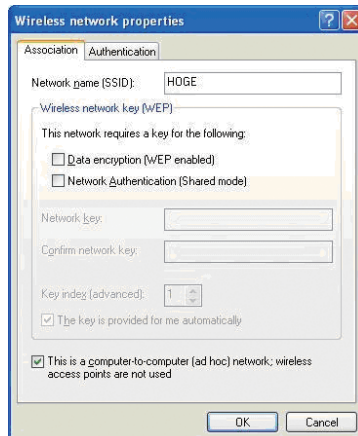 Wireless network properties
Association
Authentication
Network name (SSID): HOGE
Wireless network key (WEP)
This network requires a key for the following:
Data encryption (WEP enabled)
Network Authentication (Shared mode)
Network key:
Confirm network key:
Key index (advanced): 1
The key is provided for me automatically
This is a computer-to-computer (ad hoc) network; wireless
access points are not used
OK Cancel